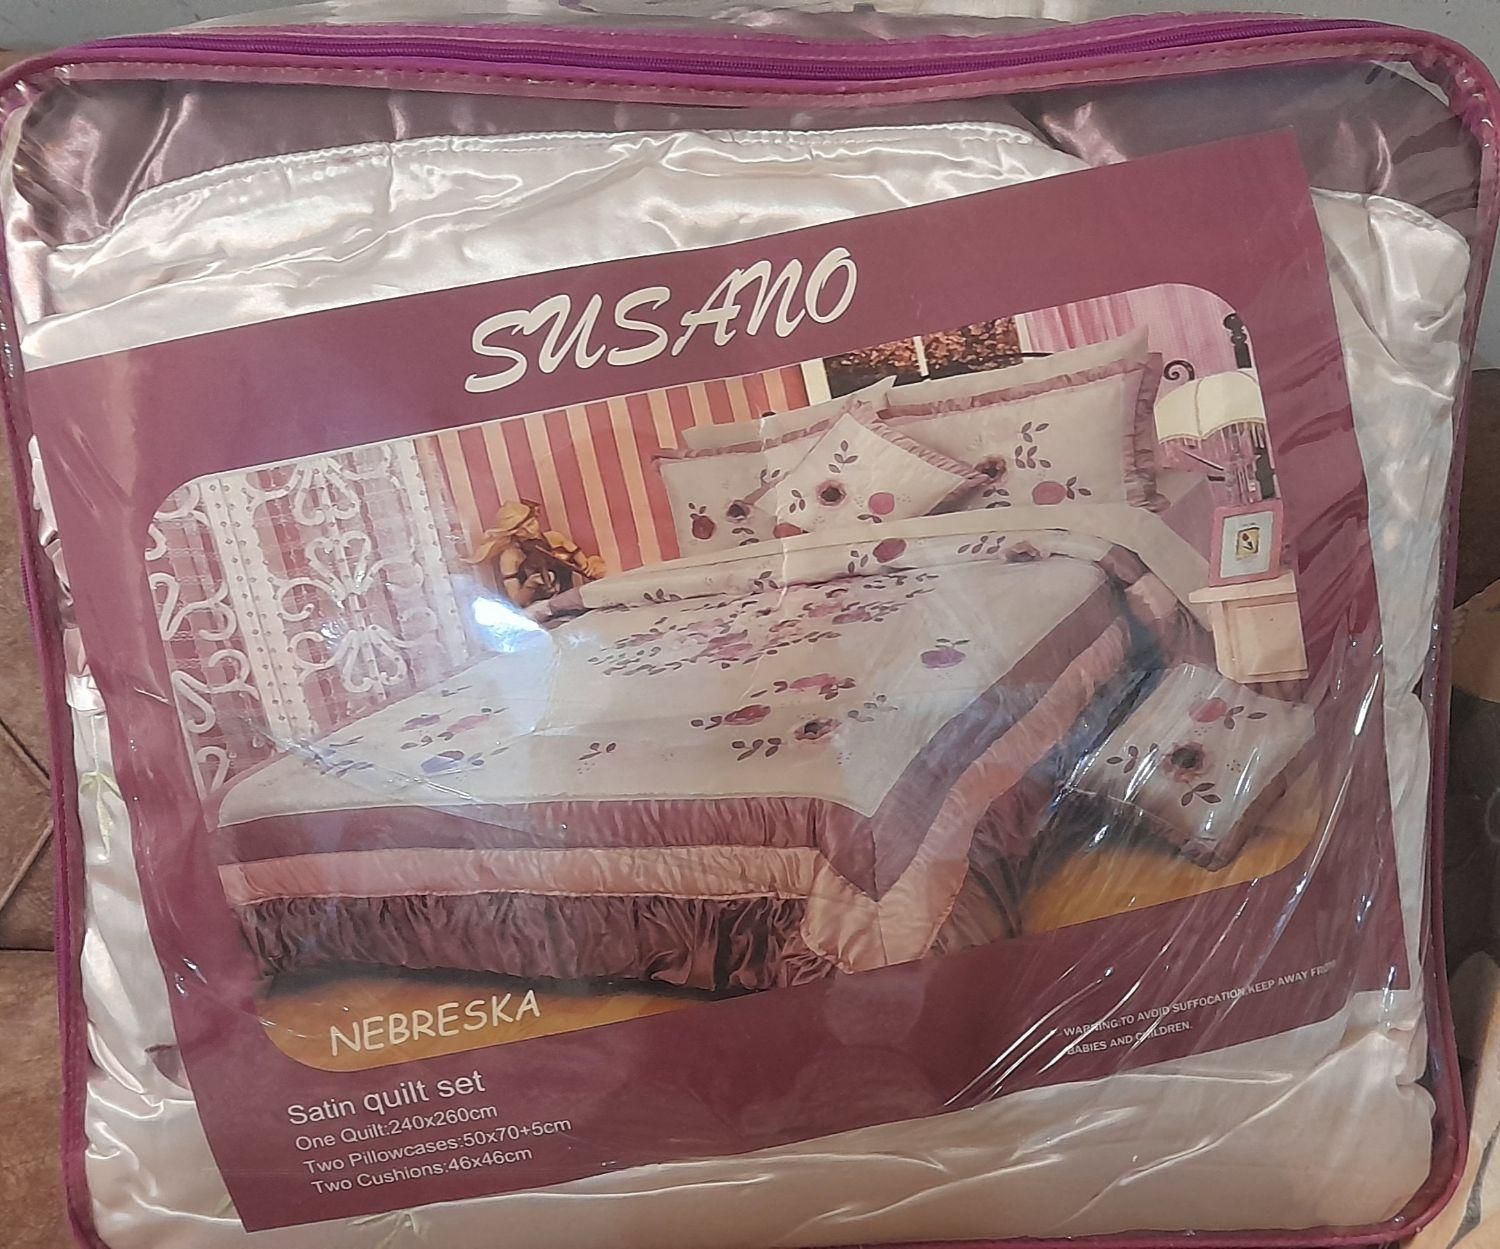 SUSANO
NEBRESKA
Satin quilt set
One Quilt:240x260cm
Two Pillowcases:50x70+5cm
Two Cushions:46x46cm
WARNING:TO AVOID SUFFOCATION,KEEP AWAY FROM
BABIES AND CHILDREN.